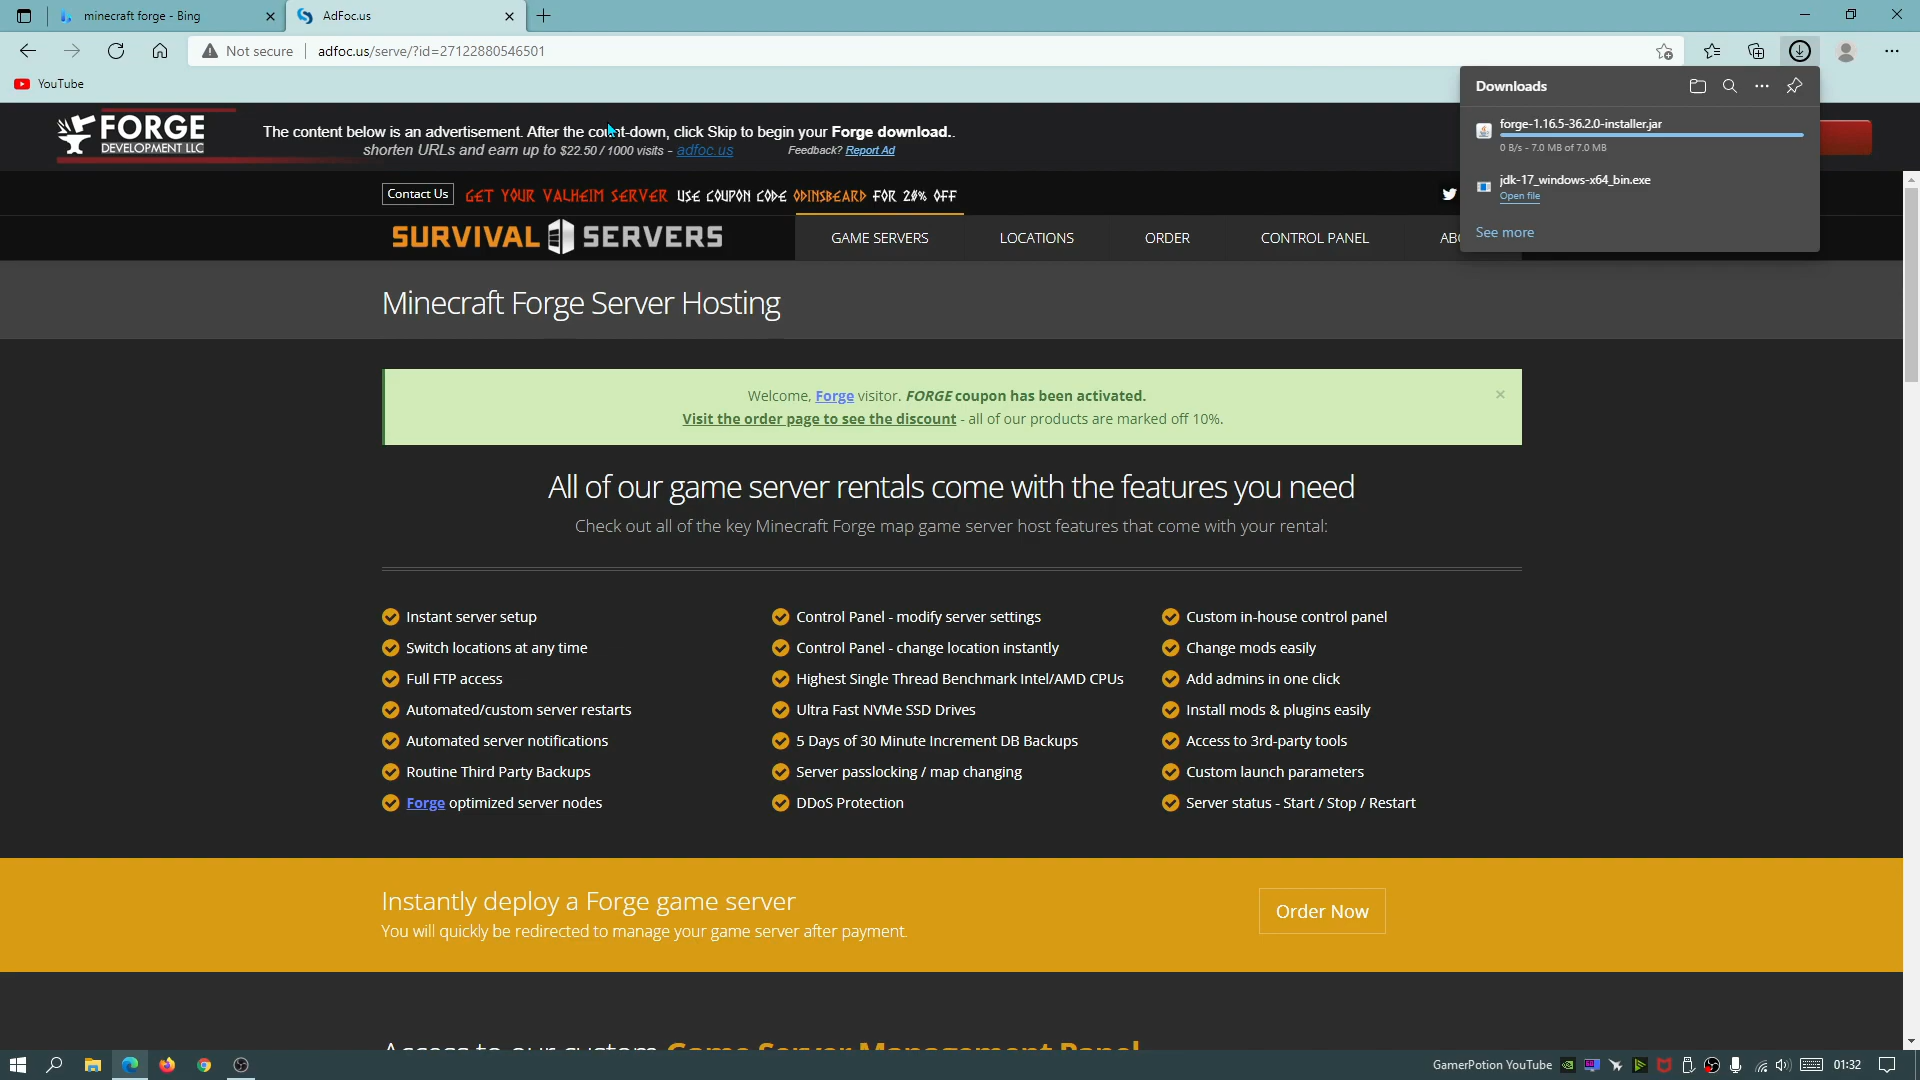 minecraft forge - Bing
AdFoc.us
Not secure
adfoc.us/serve/?id=27122880546501
YouTube
Downloads
forge-1.16.5-36.2.0-installer.jar
0 B/s - 7.0 MB of 7.0 MB
jdk-17_windows-x64_bin.exe
Open file
See more
FORGE
DEVELOPMENT LLC
The content below is an advertisement. After the count-down, click Skip to begin your Forge download..
shorten URLs and earn up to $22.50 / 1000 visits - adfoc.us
Feedback? Report Ad
Contact Us
GET YOUR VALHEIM SERVER USE COUPON CODE ODINSBEARD FOR 20% OFF
SURVIVAL SERVERS
GAME SERVERS
LOCATIONS
ORDER
CONTROL PANEL
AB
Minecraft Forge Server Hosting
Welcome, Forge visitor. FORGE coupon has been activated.
Visit the order page to see the discount - all of our products are marked off 10%.
×
All of our game server rentals come with the features you need
Check out all of the key Minecraft Forge map game server host features that come with your rental:
Instant server setup
Switch locations at any time
Full FTP access
Automated/custom server restarts
Automated server notifications
Routine Third Party Backups
Forge optimized server nodes
Control Panel - modify server settings
Control Panel - change location instantly
Highest Single Thread Benchmark Intel/AMD CPUs
Ultra Fast NVMe SSD Drives
5 Days of 30 Minute Increment DB Backups
Server passlocking / map changing
DDoS Protection
Custom in-house control panel
Change mods easily
Add admins in one click
Install mods & plugins easily
Access to 3rd-party tools
Custom launch parameters
Server status - Start / Stop / Restart
Instantly deploy a Forge game server
You will quickly be redirected to manage your game server after payment.
Order Now
Access to our custom Game Server Management Panel
GamerPotion YouTube
01:32